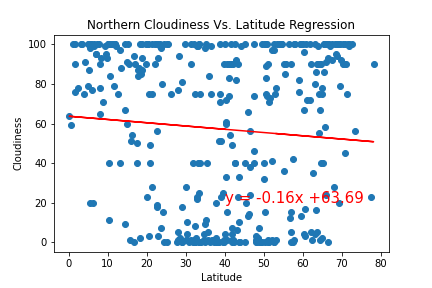 Northern Cloudiness Vs. Latitude Regression
100
80
60
40
20
0
Cloudiness
y = -0.16x +63.69
0 10 20 30 40 50 60 70 80
Latitude